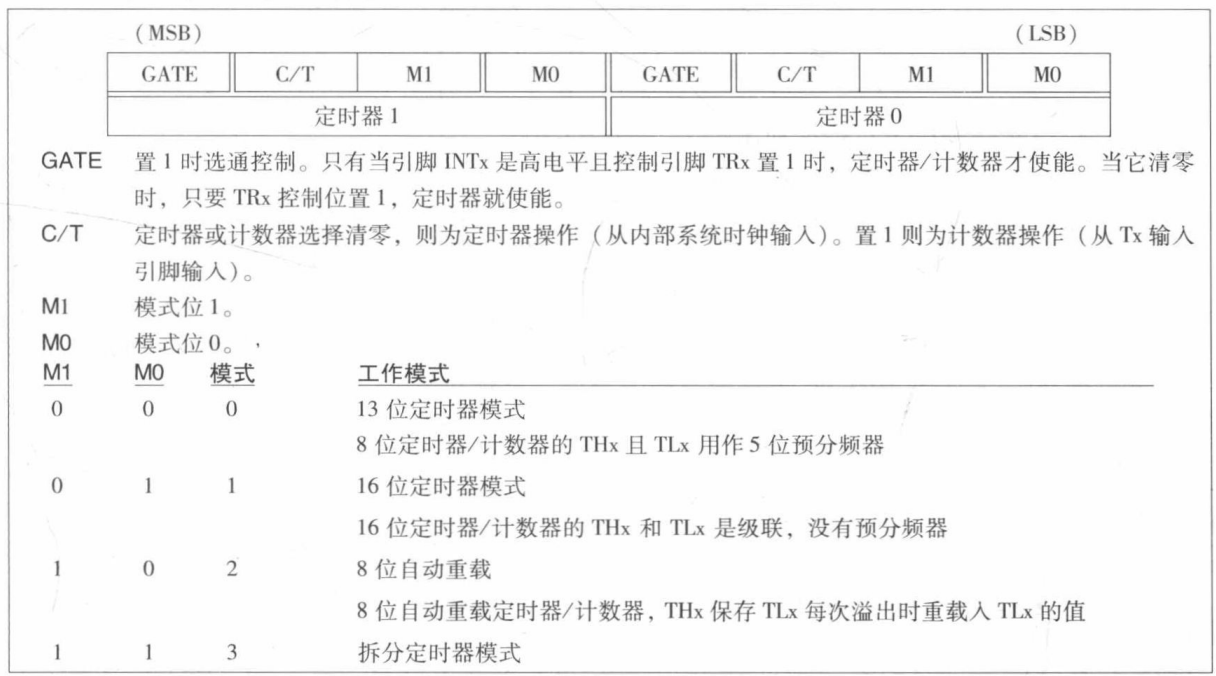 (MSB) (LSB)
GATE C/T M1 M0 GATE C/T M1 M0
定时器 1 定时器 0
GATE 置 1 时选通控制。只有当引脚 INTx 是高电平且控制引脚 TRx 置 1 时，定时器/计数器才使能。当它清零
时，只要 TRx 控制位置 1，定时器就使能。
C/T 定时器或计数器选择清零，则为定时器操作（从内部系统时钟输入）。置 1 则为计数器操作（从 Tx 输入
引脚输入）。
M1 模式位 1。
M0 模式位 0。
M1 M0 模式 工作模式
0 0 0 13 位定时器模式
8 位定时器/计数器的 THx 且 TLx 用作 5 位预分频器
0 1 1 16 位定时器模式
16 位定时器/计数器的 THx 和 TLx 是级联，没有预分频器
1 0 2 8 位自动重载
8 位自动重载定时器/计数器，THx 保存 TLx 每次溢出时重载入 TLx 的值
1 1 3 拆分定时器模式